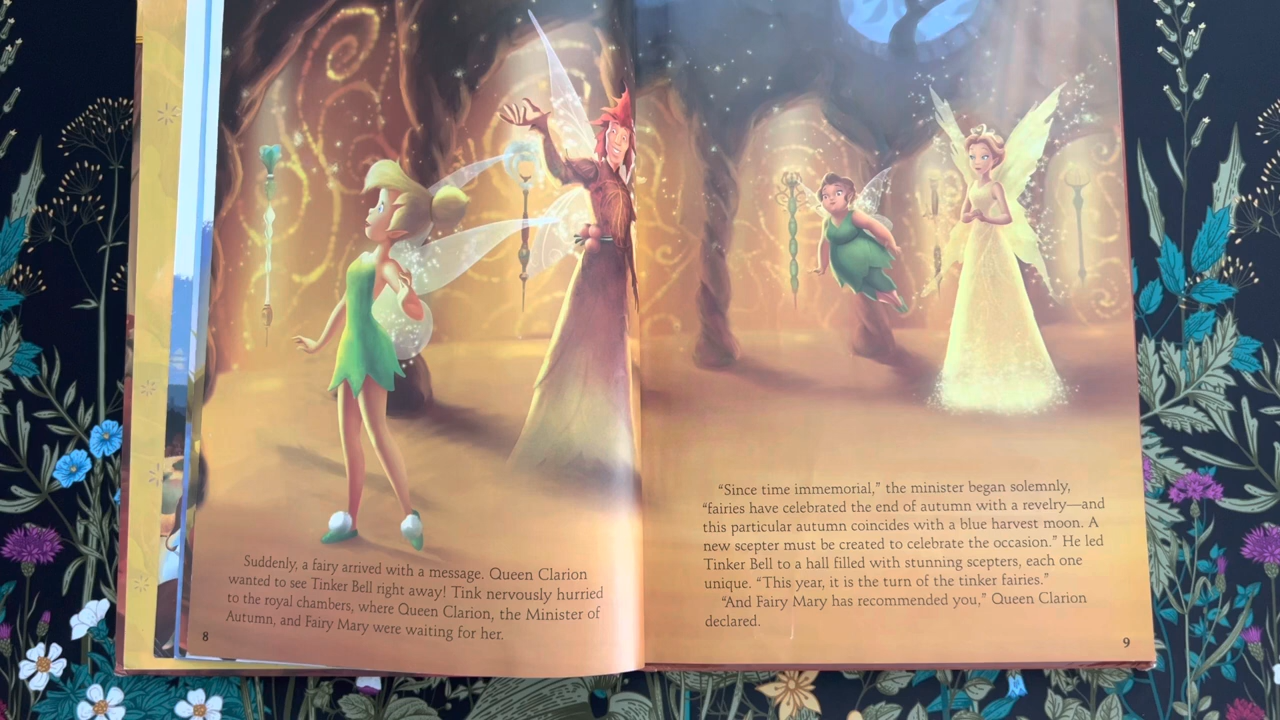 Suddenly, a fairy arrived with a message. Queen Clarion
wanted to see Tinker Bell right away! Tink nervously hurried
to the royal chambers, where Queen Clarion, the Minister of
Autumn, and Fairy Mary were waiting for her.
8
“Since time immemorial,” the minister began solemnly,
“fairies have celebrated the end of autumn with a revelry—and
this particular autumn coincides with a blue harvest moon. A
new scepter must be created to celebrate the occasion.” He led
Tinker Bell to a hall filled with stunning scepters, each one
unique. “This year, it is the turn of the tinker fairies.”
“And Fairy Mary has recommended you,” Queen Clarion
declared.
9